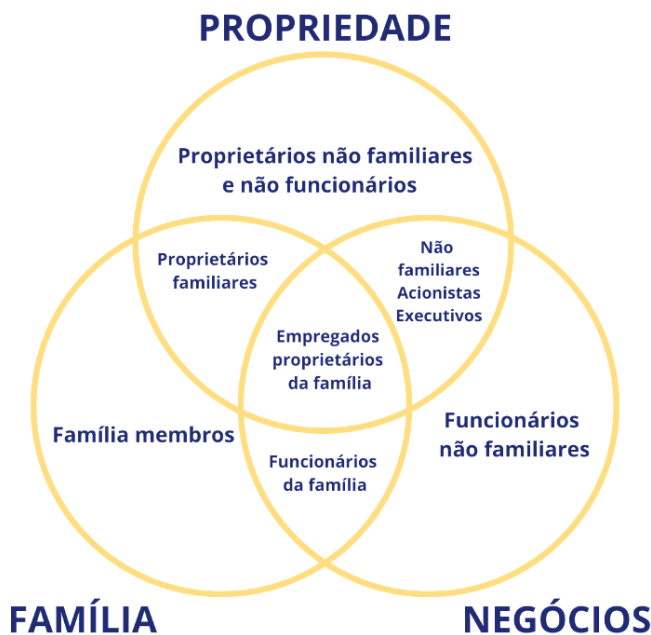 PROPRIEDADE
Proprietários não familiares
e não funcionários
Proprietários
familiares
Não
familiares
Acionistas
Executivos
Empregados
proprietários
da família
Família membros
Funcionários
não familiares
Funcionários
da família
FAMÍLIA
NEGÓCIOS